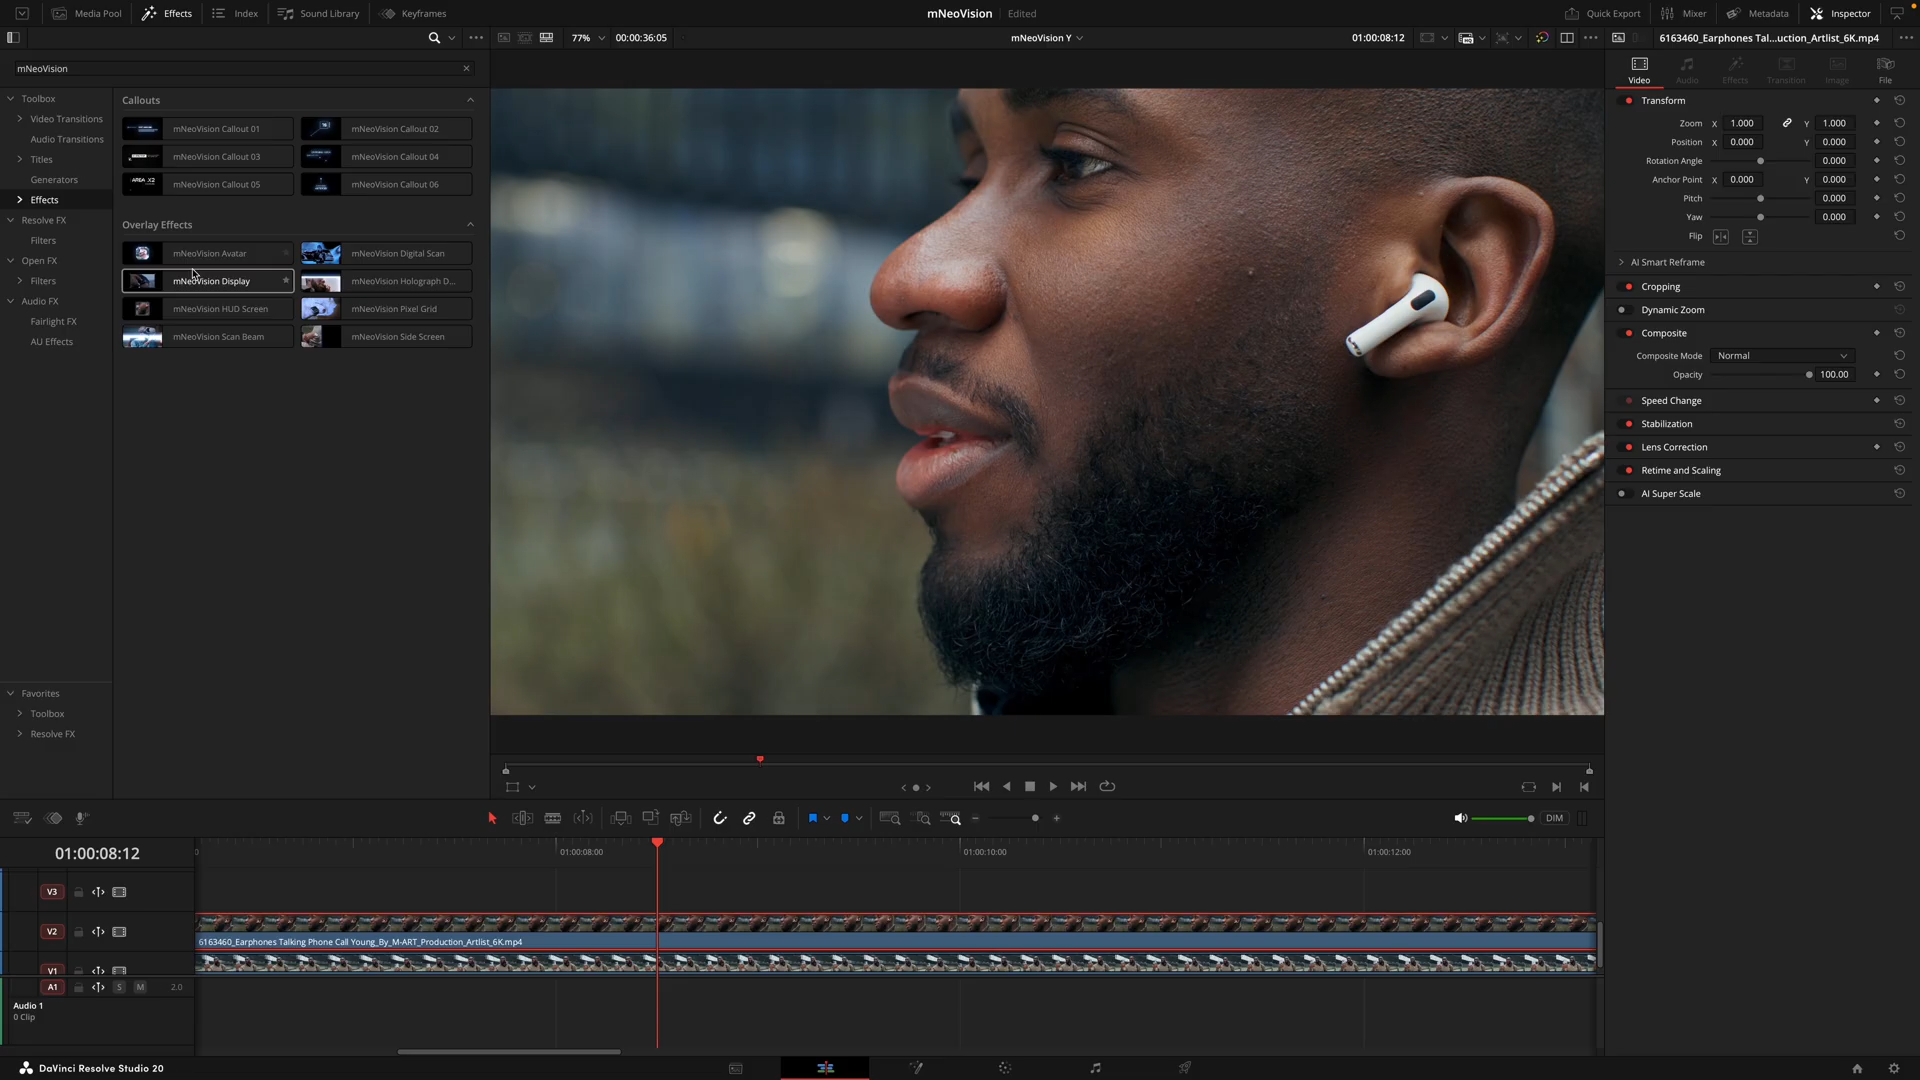 Media Pool Effects Index Sound Library Keyframes mNeoVision Edited Quick Export Mixer Metadata Inspector
77% 00:00:36:05 mNeoVision Y 01:00:08:12 6163460_Earphones Tal...uction_Artlist_6K.mp4
mNeoVision
Video Audio Effects Transition Image File
Toolbox
Video Transitions
Audio Transitions
Titles
Generators
Effects
Resolve FX
Filters
Open FX
Filters
Audio FX
Fairlight FX
AU Effects
Favorites
Toolbox
Resolve FX
Callouts
mNeoVision Callout 01 mNeoVision Callout 02
mNeoVision Callout 03 mNeoVision Callout 04
AREA X2 mNeoVision Callout 05 mNeoVision Callout 06
Overlay Effects
mNeoVision Avatar mNeoVision Digital Scan
mNeoVision Display mNeoVision Holograph D...
mNeoVision HUD Screen mNeoVision Pixel Grid
mNeoVision Scan Beam mNeoVision Side Screen
Transform
Zoom X 1.000 Y 1.000
Position X 0.000 Y 0.000
Rotation Angle 0.000
Anchor Point X 0.000 Y 0.000
Pitch 0.000
Yaw 0.000
Flip
AI Smart Reframe
Cropping
Dynamic Zoom
Composite
Composite Mode Normal
Opacity 100.00
Speed Change
Stabilization
Lens Correction
Retime and Scaling
AI Super Scale
DIM
01:00:08:12 01:00:08:00 01:00:10:00 01:00:12:00
V3
V2
6163460_Earphones Talking Phone Call Young_By_M-ART_Production_Artlist_6K.mp4
V1
A1 S M 2.0
Audio 1
0 Clip
DaVinci Resolve Studio 20